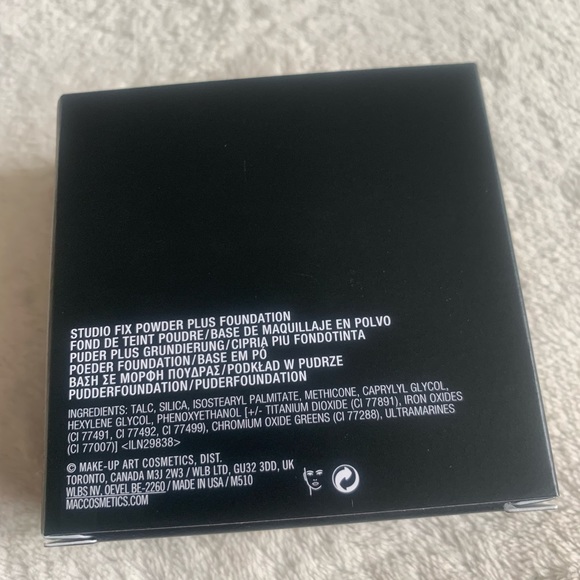 STUDIO FIX POWDER PLUS FOUNDATION
FOND DE TEINT POUDRE/BASE DE MAQUILLAJE EN POLVO
PUDER PLUS GRUNDIERUNG/CIPRIA PIU FONDOTINTA
POEDER FOUNDATION/BASE EM PÓ
ΒΑΣΗ ΣΕ ΜΟΡΦΗ ΠΟΥΔΡΑΣ/PODKŁAD W PUDRZE
PUDDERFOUNDATION/PUDERFOUNDATION
INGREDIENTS: TALC, SILICA, ISOSTEARYL PALMITATE, METHICONE, CAPRYLYL GLYCOL,
HEXYLENE GLYCOL, PHENOXYETHANOL [+/- TITANIUM DIOXIDE (CI 77891), IRON OXIDES
(CI 77491, CI 77492, CI 77499), CHROMIUM OXIDE GREENS (CI 77288), ULTRAMARINES
(CI 77007)] <ILN29838>
© MAKE-UP ART COSMETICS, DIST.
TORONTO, CANADA M3J 2W3 / WLB LTD, GU32 3DD, UK
WLBS NV, OEVEL BE-2260 / MADE IN USA / M510
MACCOSMETICS.COM